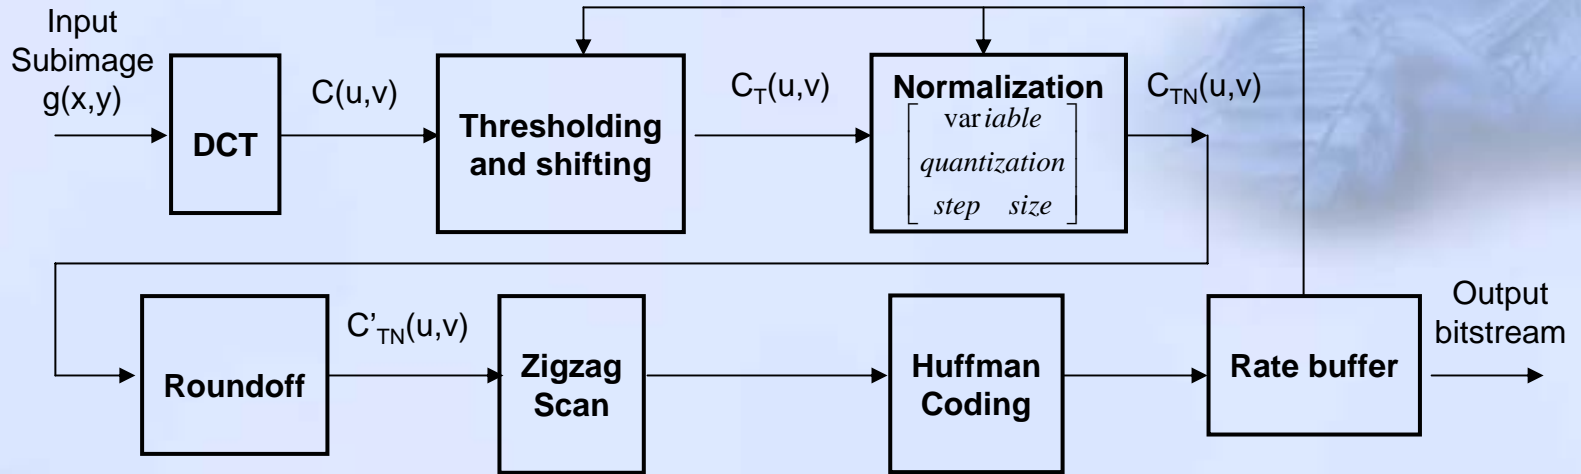 Input
Subimage
g(x,y)
DCT
C(u,v)
Thresholding
and shifting
C_T(u,v)
Normalization
variable
quantization
step size
C_TN(u,v)
Roundoff
C'_TN(u,v)
Zigzag
Scan
Huffman
Coding
Rate buffer
Output
bitstream